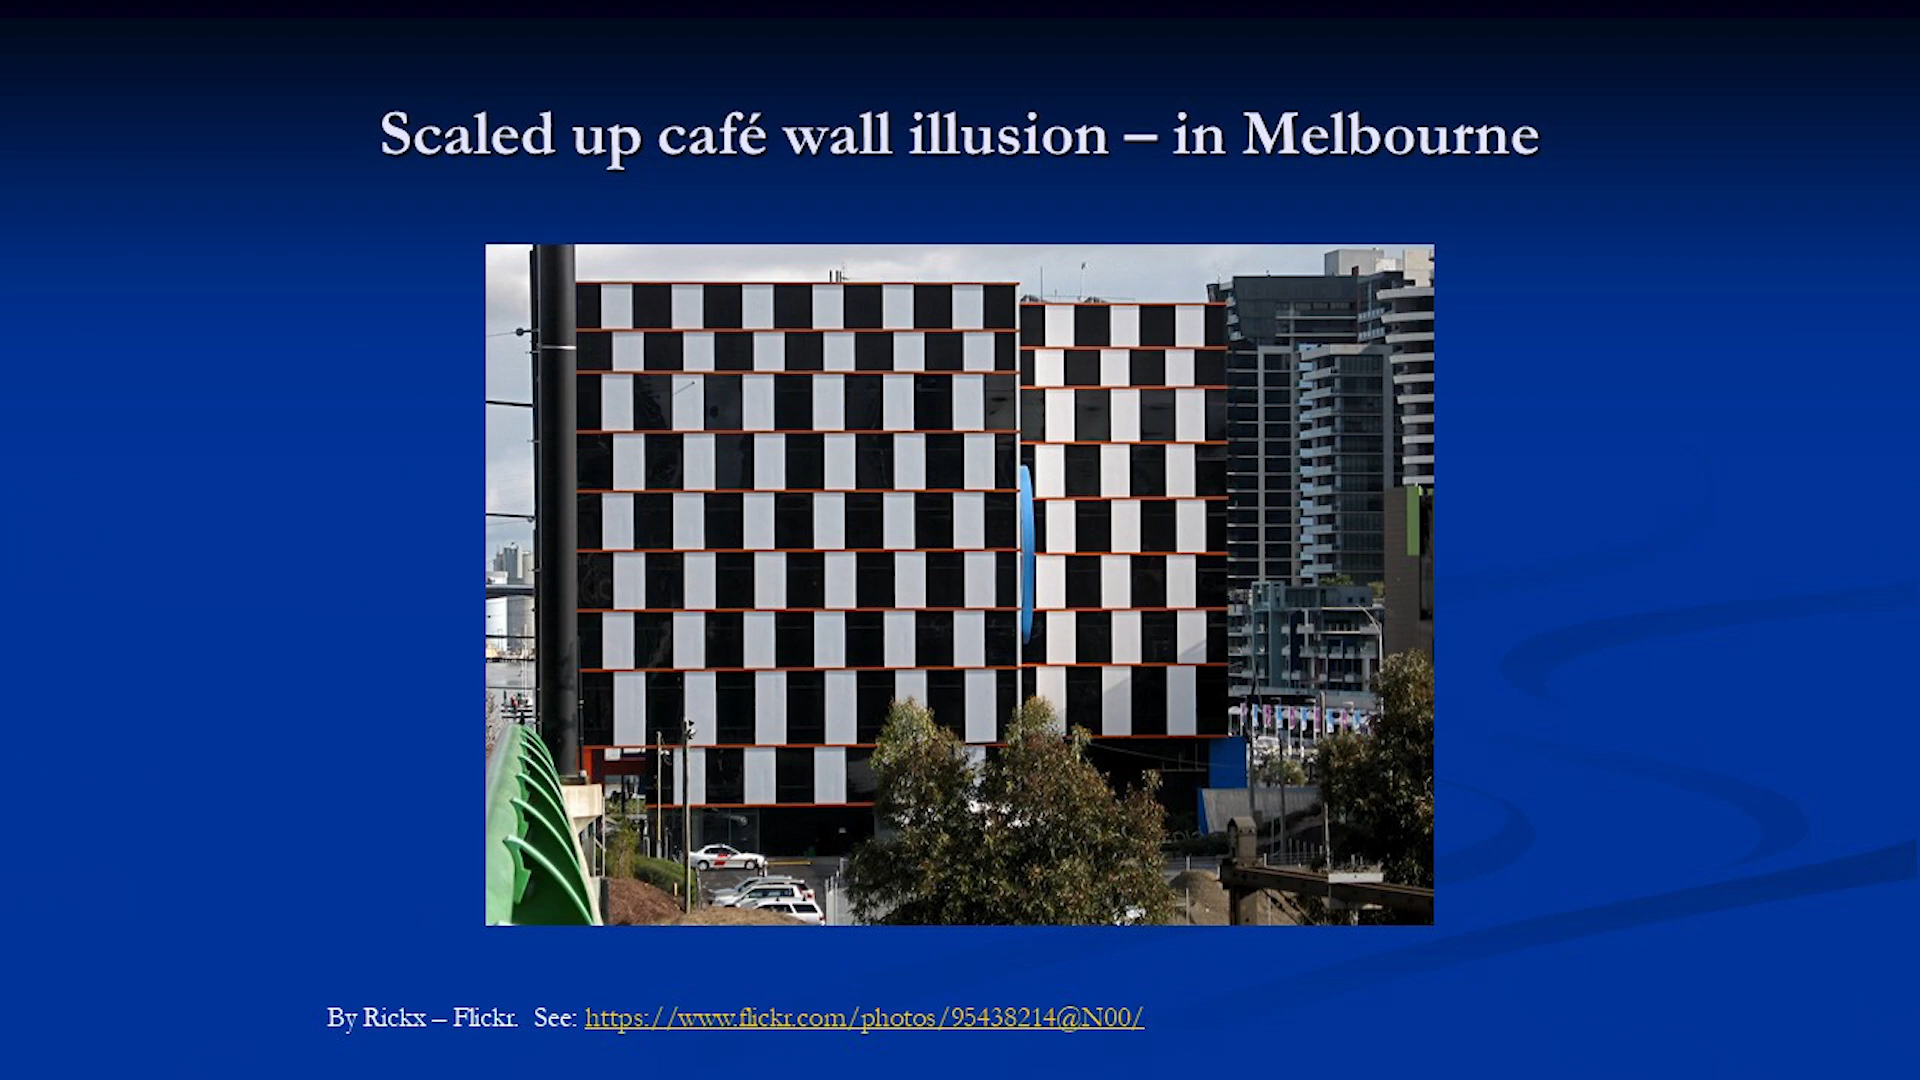 Scaled up café wall illusion – in Melbourne
By Rickx – Flickr. See: https://www.flickr.com/photos/95438214@N00/